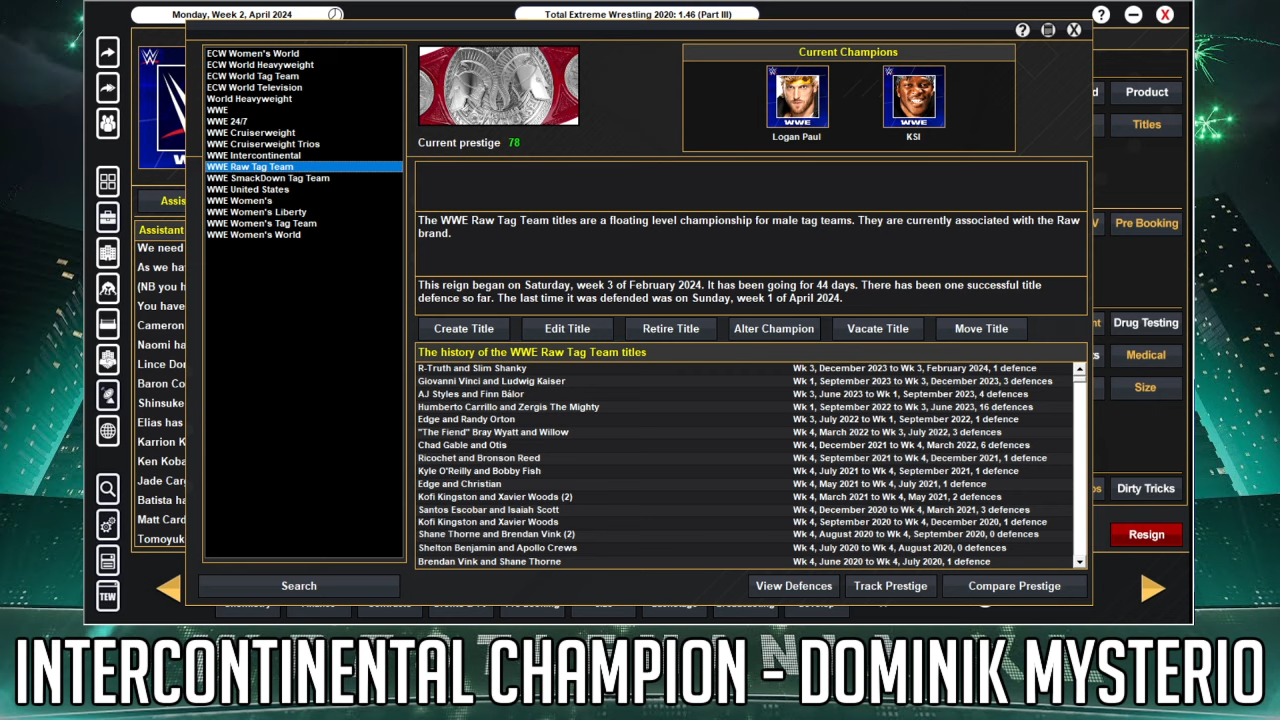 Monday, Week 2, April 2024
Total Extreme Wrestling 2020: 1.46 (Part III)
ECW Women's World
ECW World Heavyweight
ECW World Tag Team
ECW World Television
World Heavyweight
WWE
WWE 24/7
WWE Cruiserweight
WWE Cruiserweight Trios
WWE Intercontinental
WWE Raw Tag Team
WWE SmackDown Tag Team
WWE United States
WWE Women's
WWE Women's Liberty
WWE Women's Tag Team
WWE Women's World
Search
Current prestige 78
Current Champions
WWE
WWE
Logan Paul
KSI
The WWE Raw Tag Team titles are a floating level championship for male tag teams. They are currently associated with the Raw
brand.
This reign began on Saturday, week 3 of February 2024. It has been going for 44 days. There has been one successful title
defence so far. The last time it was defended was on Sunday, week 1 of April 2024.
Create Title
Edit Title
Retire Title
Alter Champion
Vacate Title
Move Title
The history of the WWE Raw Tag Team titles
R-Truth and Slim Shanky Wk 3, December 2023 to Wk 3, February 2024, 1 defence
Giovanni Vinci and Ludwig Kaiser Wk 1, September 2023 to Wk 3, December 2023, 3 defences
AJ Styles and Finn Bálor Wk 3, June 2023 to Wk 1, September 2023, 4 defences
Humberto Carrillo and Zergis The Mighty Wk 1, September 2022 to Wk 3, June 2023, 16 defences
Edge and Randy Orton Wk 3, July 2022 to Wk 1, September 2022, 1 defence
"The Fiend" Bray Wyatt and Willow Wk 4, March 2022 to Wk 3, July 2022, 3 defences
Chad Gable and Otis Wk 4, December 2021 to Wk 4, March 2022, 6 defences
Ricochet and Bronson Reed Wk 4, September 2021 to Wk 4, December 2021, 1 defence
Kyle O'Reilly and Bobby Fish Wk 4, July 2021 to Wk 4, September 2021, 1 defence
Edge and Christian Wk 4, May 2021 to Wk 4, July 2021, 1 defence
Kofi Kingston and Xavier Woods (2) Wk 4, March 2021 to Wk 4, May 2021, 2 defences
Santos Escobar and Isaiah Scott Wk 4, December 2020 to Wk 4, March 2021, 3 defences
Kofi Kingston and Xavier Woods Wk 4, September 2020 to Wk 4, December 2020, 1 defence
Shane Thorne and Brendan Vink (2) Wk 4, August 2020 to Wk 4, September 2020, 0 defences
Shelton Benjamin and Apollo Crews Wk 4, July 2020 to Wk 4, August 2020, 0 defences
Brendan Vink and Shane Thorne Wk 4, June 2020 to Wk 4, July 2020, 1 defence
View Defences
Track Prestige
Compare Prestige
Assis
Assistant
We need
As we ha
(NB you h
You have
Cameron
Naomi ha
Lince Dor
Baron Co
Shinsuke
Elias has
Karrion K
Ken Koba
Jade Car
Batista ha
Matt Card
Tomoyuk
TEW
Product
Titles
Pre Booking
Drug Testing
Medical
Size
Dirty Tricks
Resign
INTERCONTINENTAL CHAMPION - DOMINIK MYSTERIO